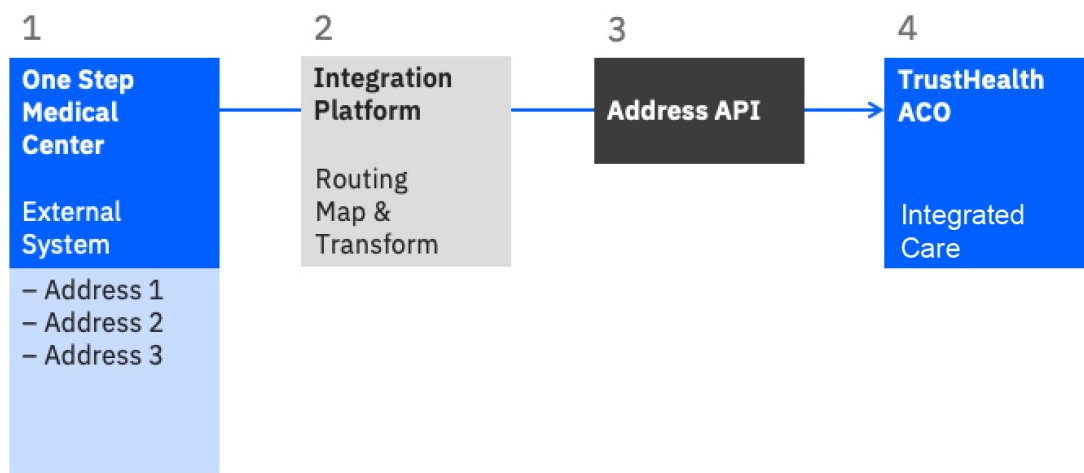 1
2
3
4
One Step
Medical
Center
External
System
– Address 1
– Address 2
– Address 3
Integration
Platform
Routing
Map &
Transform
Address API
TrustHealth
ACO
Integrated
Care